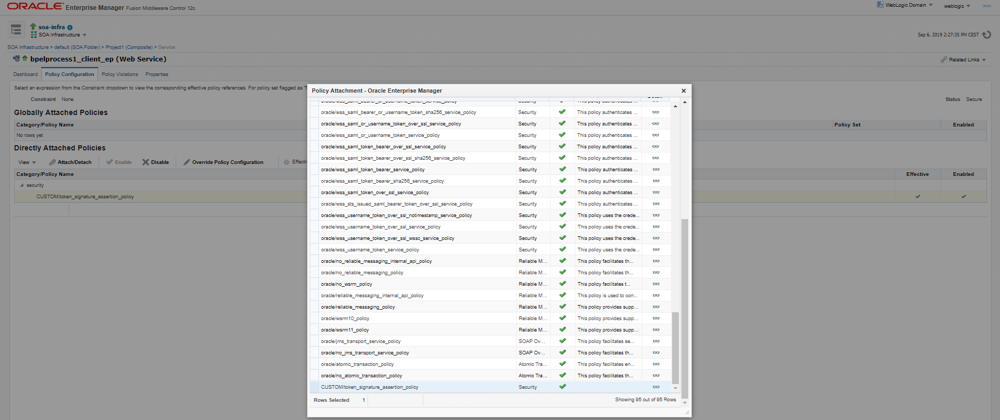 ORACLE Enterprise Manager Fusion Middleware Control 12c
WebLogic Domain
weblogic
soa-infra
SOA Infrastructure
Sep 6, 2019 2:27:35 PM CEST
SOA Infrastructure > default (SOA Folder) > Project1 (Composite) > Service
bpelprocess1_client_ep (Web Service)
Related Links
Dashboard Policy Configuration Policy Violations Properties
Select an expression from the Constraint dropdown to view the corresponding effective policy references. For policy set flagged as
Constraint None
Status Secure
Globally Attached Policies
Category/Policy Name
Policy Set Enabled
No rows yet
Directly Attached Policies
View Attach/Detach Enable Disable Override Policy Configuration Effecti
Category/Policy Name
Effective Enabled
security
CUSTOM/token_signature_assertion_policy
Policy Attachment - Oracle Enterprise Manager
oracle/wss_saml_bearer_or_username_token_service_policy Security This policy authenticates ...
oracle/wss_saml_bearer_or_username_token_sha256_service_policy Security This policy authenticates ...
oracle/wss_saml_or_username_token_over_ssl_service_policy Security This policy authenticates ...
oracle/wss_saml_or_username_token_service_policy Security This policy authenticates ...
oracle/wss_saml_token_bearer_over_ssl_service_policy Security This policy authenticates ...
oracle/wss_saml_token_bearer_over_ssl_sha256_service_policy Security This policy authenticates ...
oracle/wss_saml_token_bearer_service_policy Security This policy authenticates ...
oracle/wss_saml_token_bearer_sha256_service_policy Security This policy authenticates ...
oracle/wss_saml_token_over_ssl_service_policy Security This policy authenticates ...
oracle/wss_sts_issued_saml_bearer_token_over_ssl_service_policy Security This policy authenticates ...
oracle/wss_username_token_over_ssl_notimestamp_service_policy Security This policy uses the crede...
oracle/wss_username_token_over_ssl_service_policy Security This policy uses the crede...
oracle/wss_username_token_over_ssl_wssc_service_policy Security This policy uses the crede...
oracle/wss_username_token_service_policy Security This policy uses the crede...
oracle/no_reliable_messaging_internal_api_policy Reliable M... This policy facilitates th...
oracle/no_reliable_messaging_policy Reliable M... This policy facilitates th...
oracle/no_wsrm_policy Reliable M... This policy facilitates t...
oracle/reliable_messaging_internal_api_policy Reliable M... This policy is used to con...
oracle/reliable_messaging_policy Reliable M... This policy provides supp...
oracle/wsrm10_policy Reliable M... This policy provides supp...
oracle/wsrm11_policy Reliable M... This policy provides supp...
oracle/jms_transport_service_policy SOAP Ov... This policy facilitates se...
oracle/no_jms_transport_service_policy SOAP Ov... This policy facilitates th...
oracle/atomic_transaction_policy Atomic Tra... This policy facilitates en...
oracle/no_atomic_transaction_policy Atomic Tra... This policy facilitates th...
CUSTOM/token_signature_assertion_policy Security
Rows Selected 1
Showing 95 out of 95 Rows